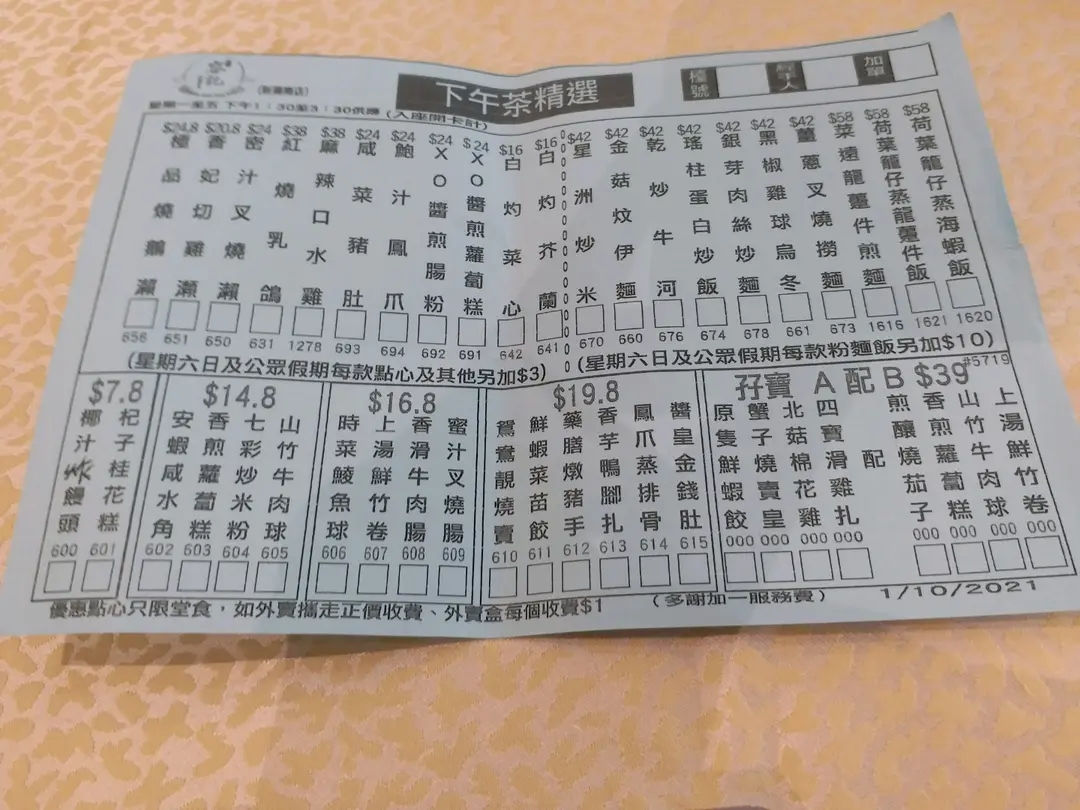 下午茶精選
檯號
經手人
加單
星期一至五 下午1:30至3:30供應 (入座開卡計)
$24.8 極品燒鵝瀨 656
$20.8 香妃切雞瀨 651
$24 密汁叉燒瀨 650
$38 紅燒乳鴿 631
$38 麻辣口水雞 1278
$24 咸菜豬肚 693
$24 鮑汁鳳爪 694
$24 XO醬煎腸粉 692
$24 XO醬煎蘿蔔糕 691
$16 白灼菜心 642
$16 白灼芥蘭 641
$42 星洲炒米 670
$42 金菇炆伊麵 660
$42 乾炒牛河 676
$42 瑤柱蛋白炒飯 674
$42 銀芽肉絲炒麵 678
$42 黑椒雞球烏冬 661
$42 薑蔥叉燒撈麵 673
$58 菜遠龍躉件煎麵 1616
$58 荷葉籠仔蒸龍躉件飯 1621
$58 荷葉籠仔蒸海蝦飯 1620
(星期六日及公眾假期每款點心及其他另加$3)
(星期六日及公眾假期每款粉麵飯另加$10)
$7.8
椰汁饅頭 600
杞子桂花糕 601
$14.8
安蝦咸水角 602
香煎蘿蔔糕 603
七彩炒米粉 604
山竹牛肉球 605
$16.8
時菜鯪魚球 606
上湯鮮竹卷 607
香滑牛肉腸 608
蜜汁叉燒腸 609
$19.8
鴛鴦靚燒賣 610
鮮蝦菜苗餃 611
藥膳燉豬手 612
香芋鴨腳扎 613
鳳爪蒸排骨 614
醬皇金錢肚 615
孖寶 A配B $39
#5719
原隻鮮蝦餃 000
蟹子燒賣皇 000
北菇棉花雞 000
四寶滑雞扎 000
配
煎釀燒茄子 000
香煎蘿蔔糕 000
山竹牛肉球 000
上湯鮮竹卷 000
優惠點心只限堂食，如外賣攜走正價收費、外賣盒每個收費$1
(多謝加一服務費)
1/10/2021